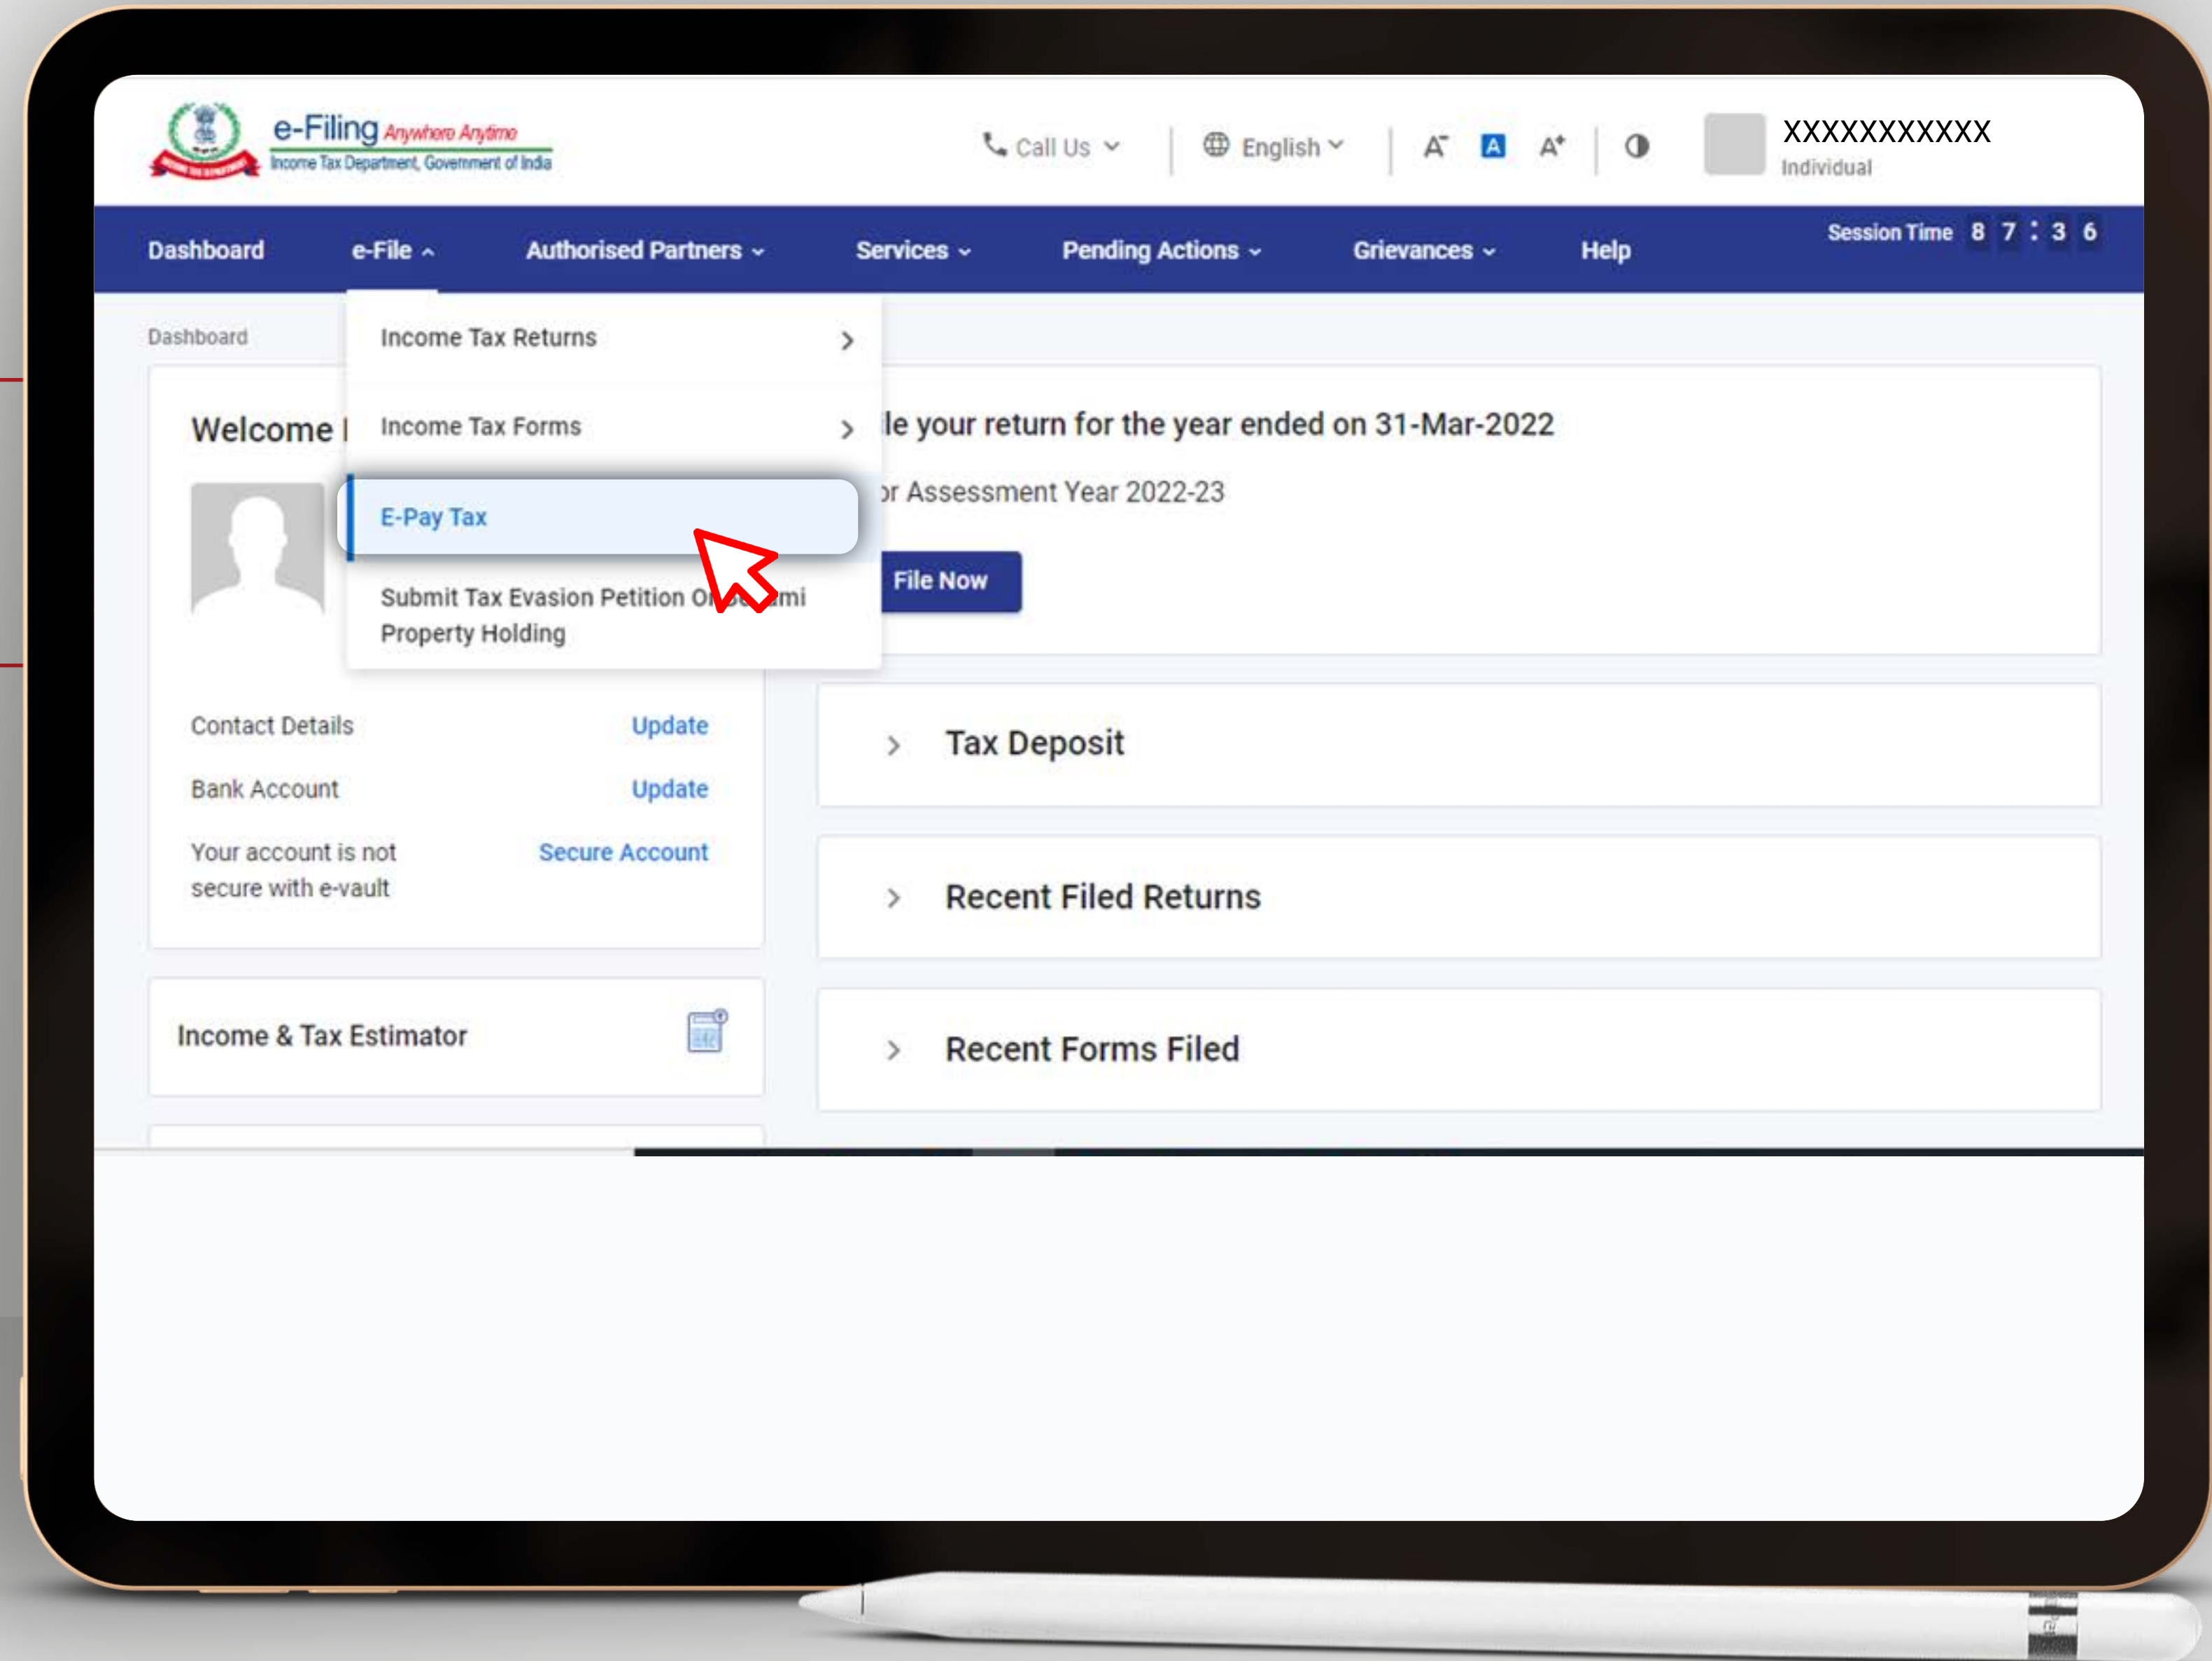 e-Filing Anywhere Anytime
Income Tax Department, Government of India
Call Us
English
A- A A+
XXXXXXXXXXX
Individual
Dashboard e-File Authorised Partners Services Pending Actions Grievances Help Session Time 8 7 : 3 6
Dashboard
Income Tax Returns
Income Tax Forms
E-Pay Tax
Submit Tax Evasion Petition Or
Property Holding
Welcome
le your return for the year ended on 31-Mar-2022
or Assessment Year 2022-23
File Now
Contact Details Update
Bank Account Update
Your account is not
secure with e-vault
Secure Account
Income & Tax Estimator
Tax Deposit
Recent Filed Returns
Recent Forms Filed